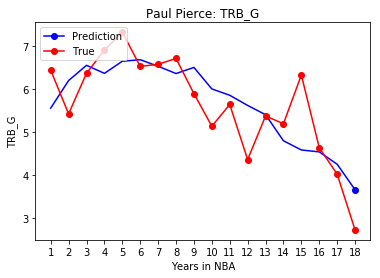 Paul Pierce: TRB_G
Prediction
True
7
6
5
4
3
TRB_G
1 2 3 4 5 6 7 8 9 10 11 12 13 14 15 16 17 18
Years in NBA